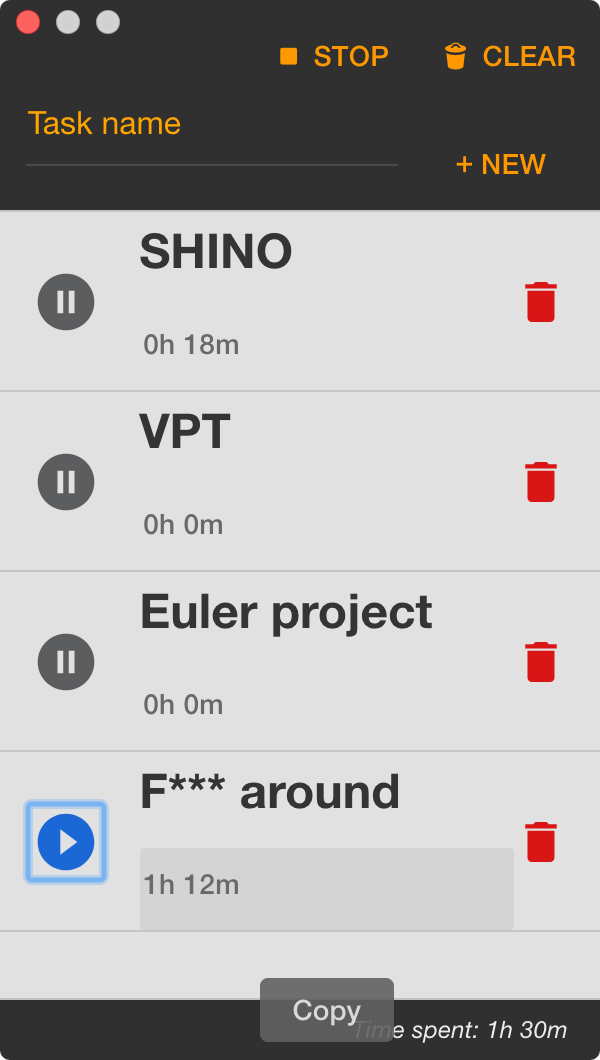 STOP
CLEAR
Task name
+ NEW
SHINO
0h 18m
VPT
0h 0m
Euler project
0h 0m
F*** around
1h 12m
Copy
Time spent: 1h 30m